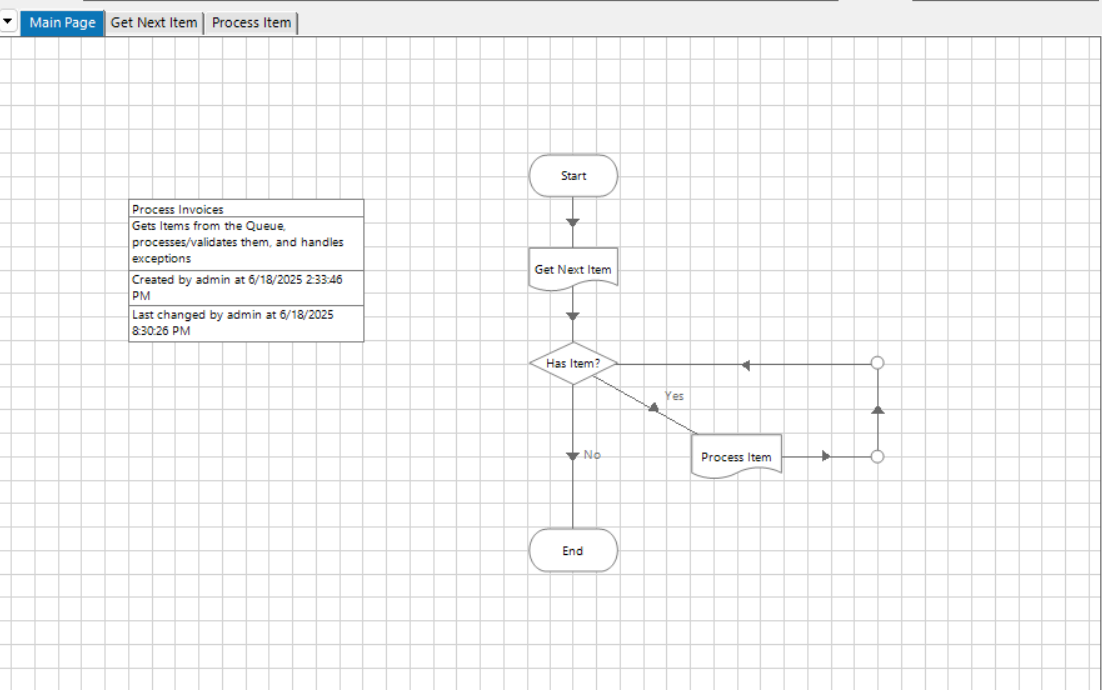 Main Page
Get Next Item
Process Item
Start
Process Invoices
Gets Items from the Queue,
processes/validates them, and handles
exceptions
Created by admin at 6/18/2025 2:33:46
PM
Last changed by admin at 6/18/2025
8:30:26 PM
Get Next Item
Has Item?
Yes
Process Item
No
End